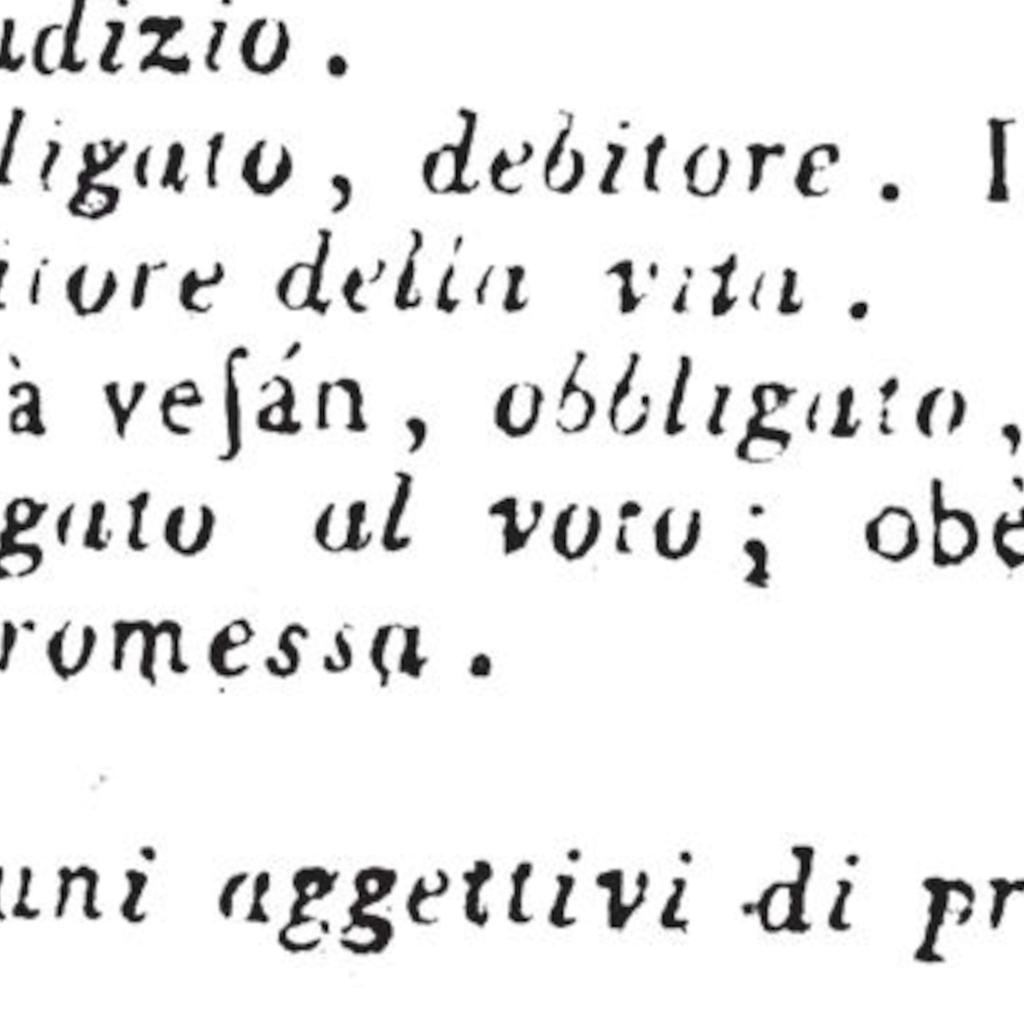 udizio .
ligato , debitore . I
itore della vita .
à veſán , obbligato ,
gato al voto ; obè
romessa .
uni aggettivi di pr